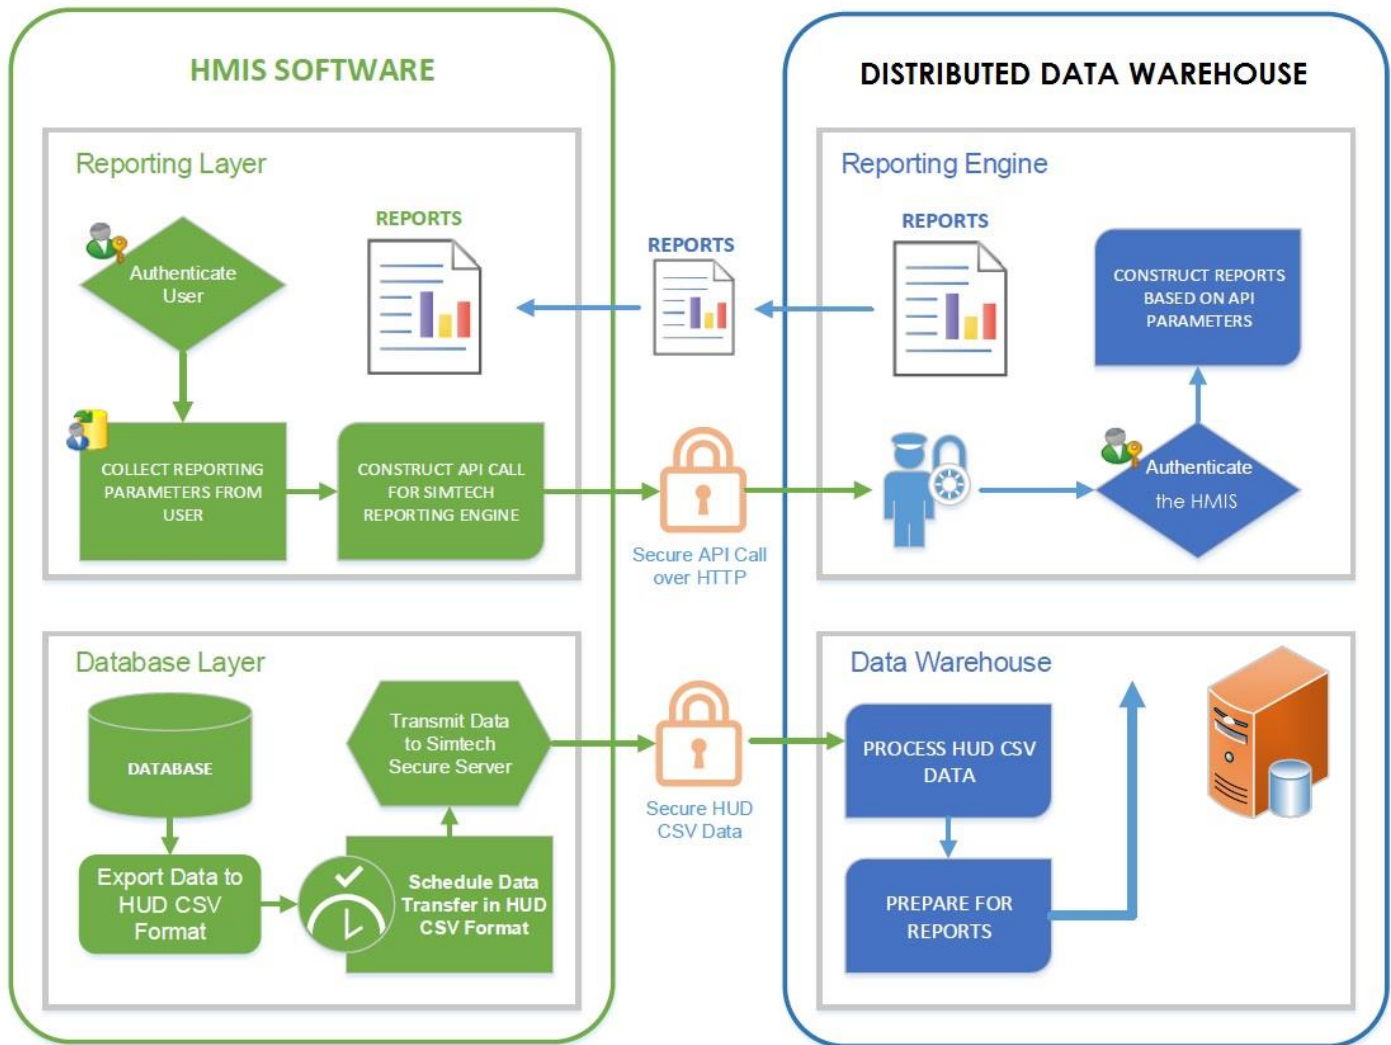 HMIS SOFTWARE
Reporting Layer
Authenticate
User
REPORTS
COLLECT REPORTING
PARAMETERS FROM
USER
CONSTRUCT API CALL
FOR SIMTECH
REPORTING ENGINE
Database Layer
DATABASE
Export Data to
HUD CSV
Format
Schedule Data
Transfer in HUD
CSV Format
Transmit Data
to Simtech
Secure Server
REPORTS
Secure API Call
over HTTP
Secure HUD
CSV Data
DISTRIBUTED DATA WAREHOUSE
Reporting Engine
REPORTS
CONSTRUCT REPORTS
BASED ON API
PARAMETERS
Authenticate
the HMIS
Data Warehouse
PROCESS HUD CSV
DATA
PREPARE FOR
REPORTS